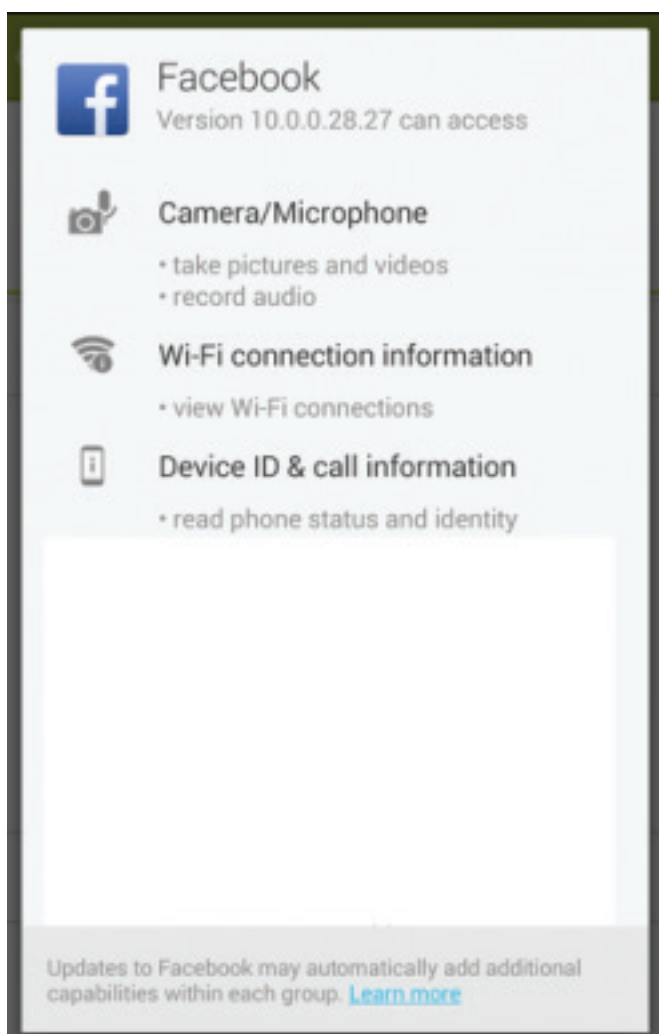 Facebook
Version 10.0.0.28.27 can access
Camera/Microphone
• take pictures and videos
• record audio
Wi-Fi connection information
• view Wi-Fi connections
Device ID & call information
• read phone status and identity
Updates to Facebook may automatically add additional
capabilities within each group. Learn more